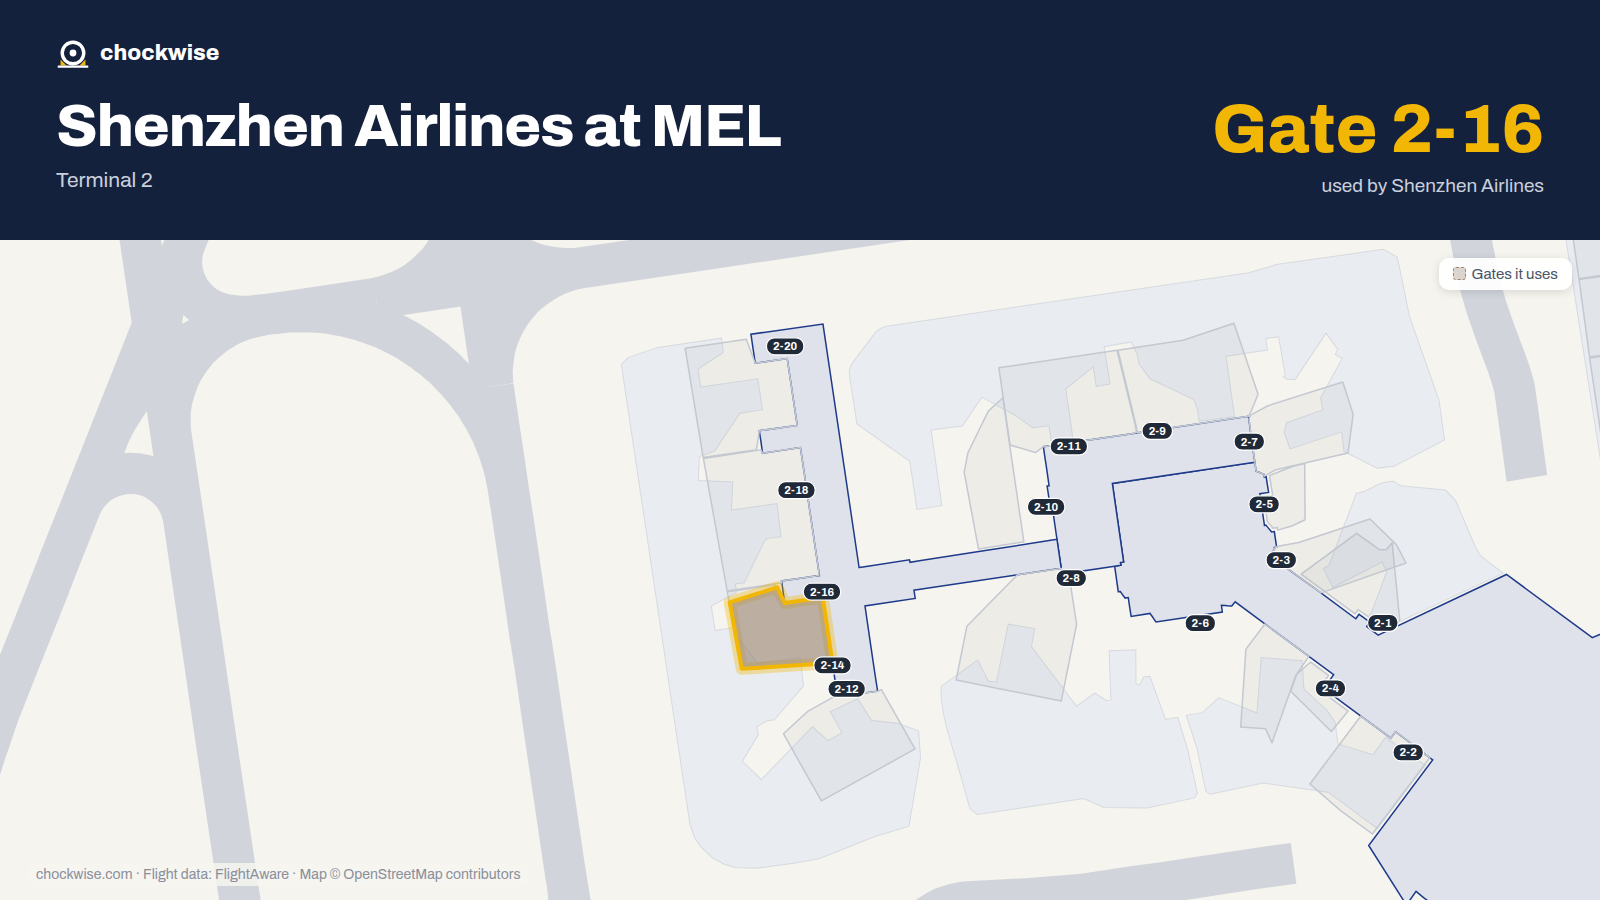 chockwise
Shenzhen Airlines at MEL
Terminal 2
Gate 2-16
used by Shenzhen Airlines
Gates it uses
2-20
2-18
2-16
2-14
2-12
2-11
2-9
2-7
2-10
2-5
2-3
2-8
2-6
2-1
2-4
2-2
chockwise.com · Flight data: FlightAware · Map © OpenStreetMap contributors